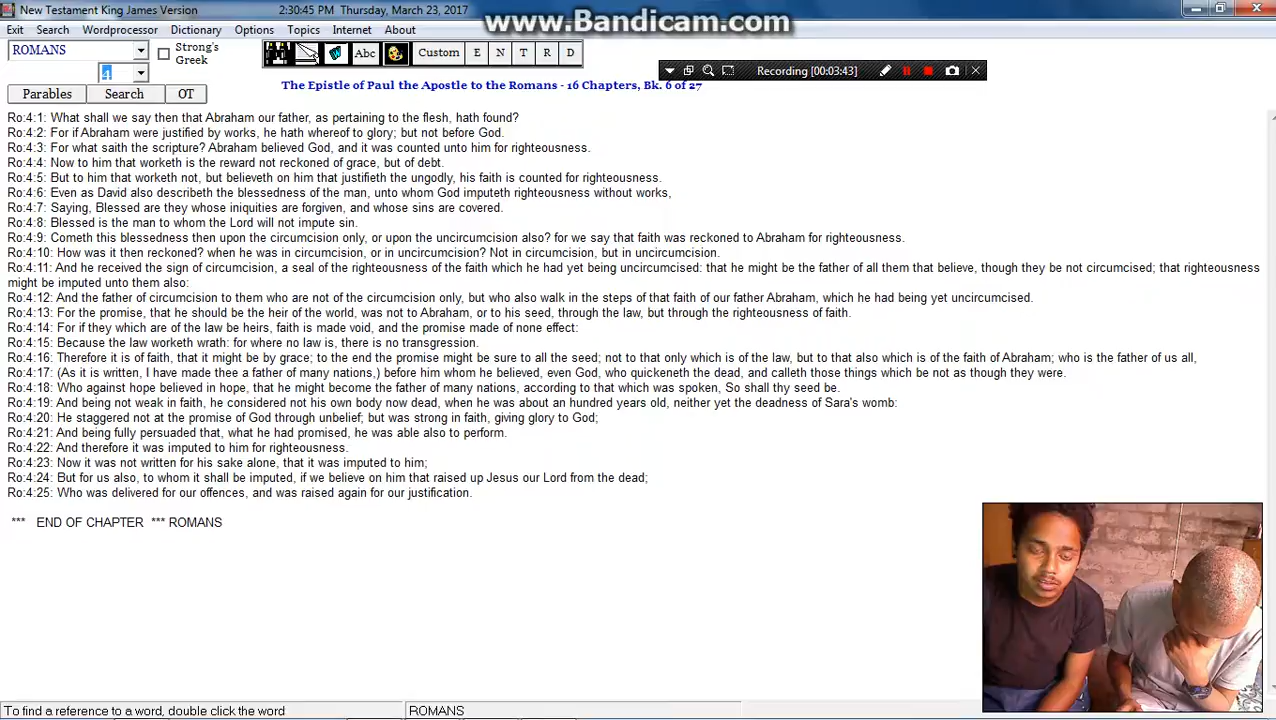 New Testament King James Version 2:30:45 PM Thursday, March 23, 2017
www.Bandicam.com
Exit Search Wordprocessor Dictionary Options Topics Internet About
ROMANS
Strong's
Greek
Abc Custom E N T R D
4
Recording [00:03:43]
Parables Search OT
The Epistle of Paul the Apostle to the Romans - 16 Chapters, Bk. 6 of 27
Ro:4:1: What shall we say then that Abraham our father, as pertaining to the flesh, hath found?
Ro:4:2: For if Abraham were justified by works, he hath whereof to glory; but not before God.
Ro:4:3: For what saith the scripture? Abraham believed God, and it was counted unto him for righteousness.
Ro:4:4: Now to him that worketh is the reward not reckoned of grace, but of debt.
Ro:4:5: But to him that worketh not, but believeth on him that justifieth the ungodly, his faith is counted for righteousness.
Ro:4:6: Even as David also describeth the blessedness of the man, unto whom God imputeth righteousness without works,
Ro:4:7: Saying, Blessed are they whose iniquities are forgiven, and whose sins are covered.
Ro:4:8: Blessed is the man to whom the Lord will not impute sin.
Ro:4:9: Cometh this blessedness then upon the circumcision only, or upon the uncircumcision also? for we say that faith was reckoned to Abraham for righteousness.
Ro:4:10: How was it then reckoned? when he was in circumcision, or in uncircumcision? Not in circumcision, but in uncircumcision.
Ro:4:11: And he received the sign of circumcision, a seal of the righteousness of the faith which he had yet being uncircumcised: that he might be the father of all them that believe, though they be not circumcised; that righteousness
might be imputed unto them also:
Ro:4:12: And the father of circumcision to them who are not of the circumcision only, but who also walk in the steps of that faith of our father Abraham, which he had being yet uncircumcised.
Ro:4:13: For the promise, that he should be the heir of the world, was not to Abraham, or to his seed, through the law, but through the righteousness of faith.
Ro:4:14: For if they which are of the law be heirs, faith is made void, and the promise made of none effect:
Ro:4:15: Because the law worketh wrath: for where no law is, there is no transgression.
Ro:4:16: Therefore it is of faith, that it might be by grace; to the end the promise might be sure to all the seed; not to that only which is of the law, but to that also which is of the faith of Abraham; who is the father of us all,
Ro:4:17: (As it is written, I have made thee a father of many nations,) before him whom he believed, even God, who quickeneth the dead, and calleth those things which be not as though they were.
Ro:4:18: Who against hope believed in hope, that he might become the father of many nations, according to that which was spoken, So shall thy seed be.
Ro:4:19: And being not weak in faith, he considered not his own body now dead, when he was about an hundred years old, neither yet the deadness of Sara's womb:
Ro:4:20: He staggered not at the promise of God through unbelief; but was strong in faith, giving glory to God;
Ro:4:21: And being fully persuaded that, what he had promised, he was able also to perform.
Ro:4:22: And therefore it was imputed to him for righteousness.
Ro:4:23: Now it was not written for his sake alone, that it was imputed to him;
Ro:4:24: But for us also, to whom it shall be imputed, if we believe on him that raised up Jesus our Lord from the dead;
Ro:4:25: Who was delivered for our offences, and was raised again for our justification.
*** END OF CHAPTER *** ROMANS
To find a reference to a word, double click the word ROMANS